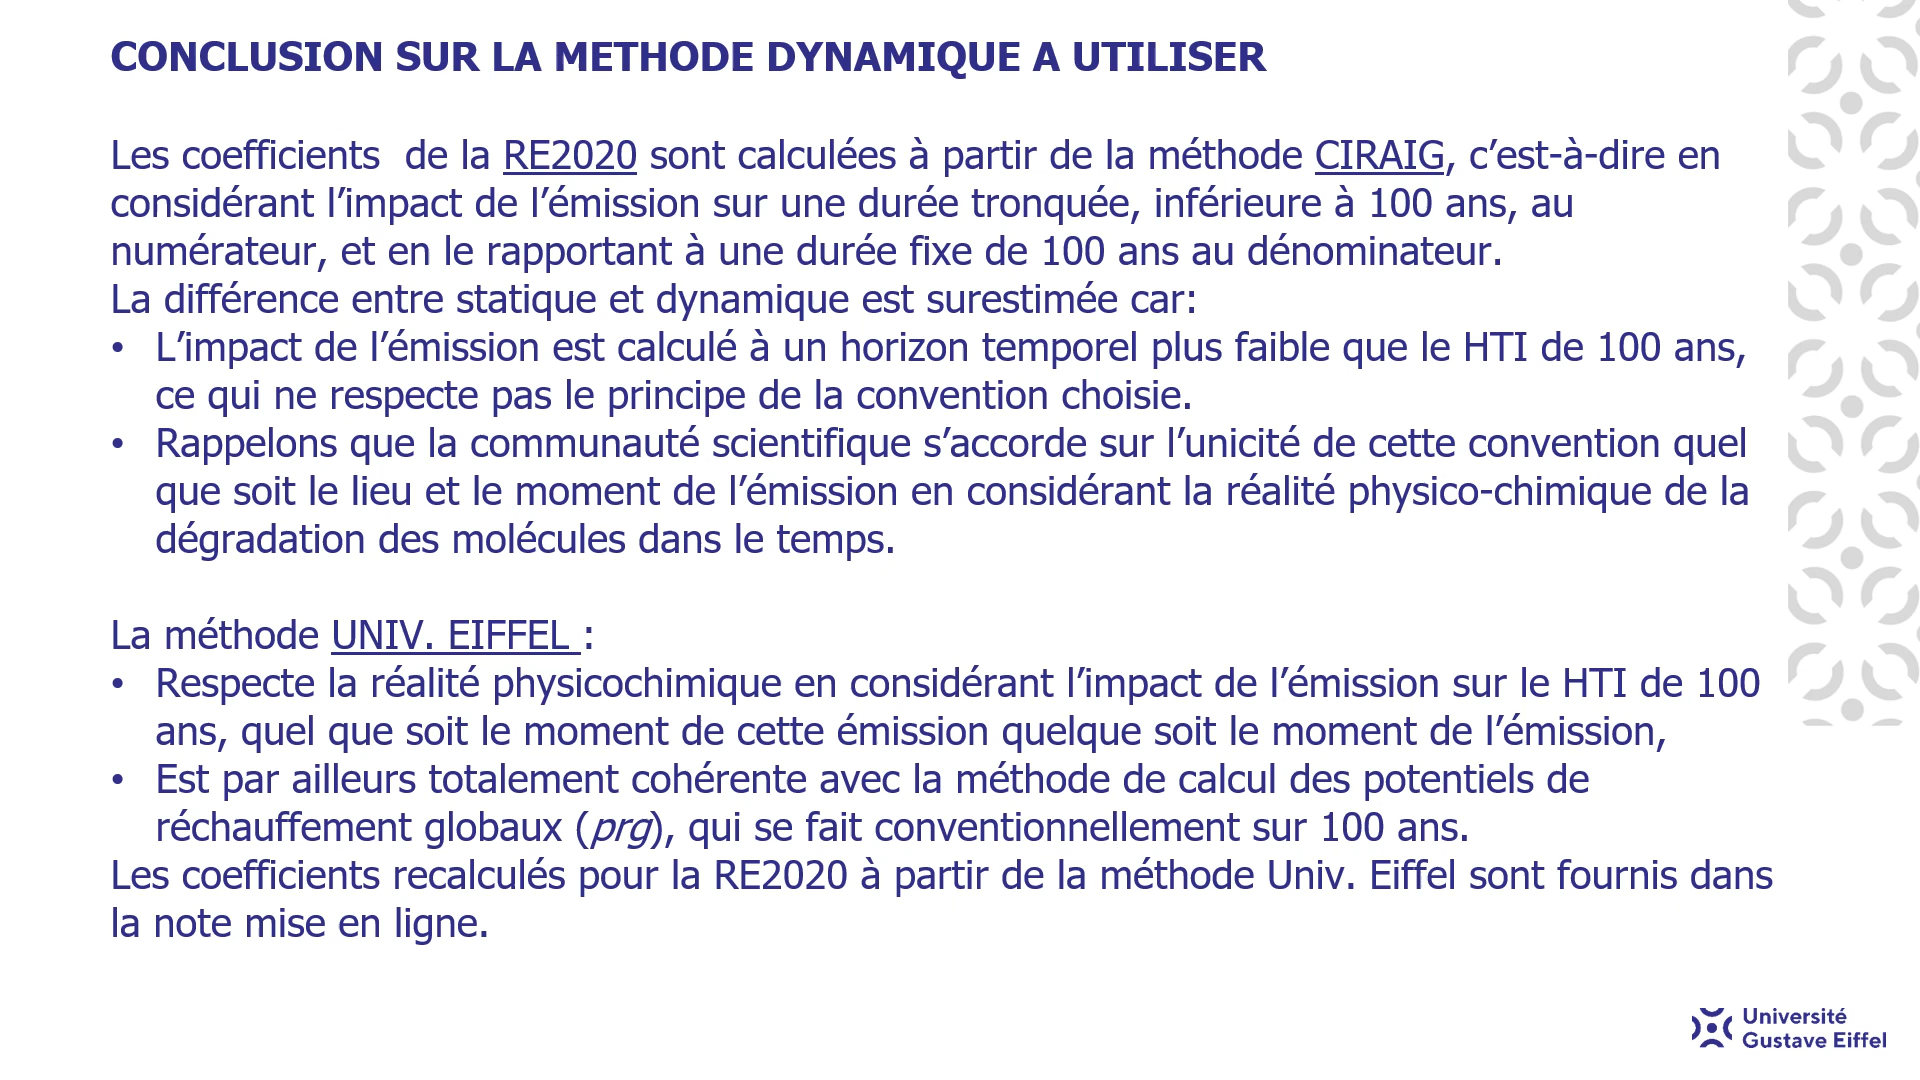 CONCLUSION SUR LA METHODE DYNAMIQUE A UTILISER
Les coefficients  de la RE2020 sont calculées à partir de la méthode CIRAIG, c’est-à-dire en
considérant l’impact de l’émission sur une durée tronquée, inférieure à 100 ans, au
numérateur, et en le rapportant à une durée fixe de 100 ans au dénominateur.
La différence entre statique et dynamique est surestimée car:
• L’impact de l’émission est calculé à un horizon temporel plus faible que le HTI de 100 ans,
ce qui ne respecte pas le principe de la convention choisie.
• Rappelons que la communauté scientifique s’accorde sur l’unicité de cette convention quel
que soit le lieu et le moment de l’émission en considérant la réalité physico-chimique de la
dégradation des molécules dans le temps.
La méthode UNIV. EIFFEL :
• Respecte la réalité physicochimique en considérant l’impact de l’émission sur le HTI de 100
ans, quel que soit le moment de cette émission quelque soit le moment de l’émission,
• Est par ailleurs totalement cohérente avec la méthode de calcul des potentiels de
réchauffement globaux (prg), qui se fait conventionnellement sur 100 ans.
Les coefficients recalculés pour la RE2020 à partir de la méthode Univ. Eiffel sont fournis dans
la note mise en ligne.
Université
Gustave Eiffel